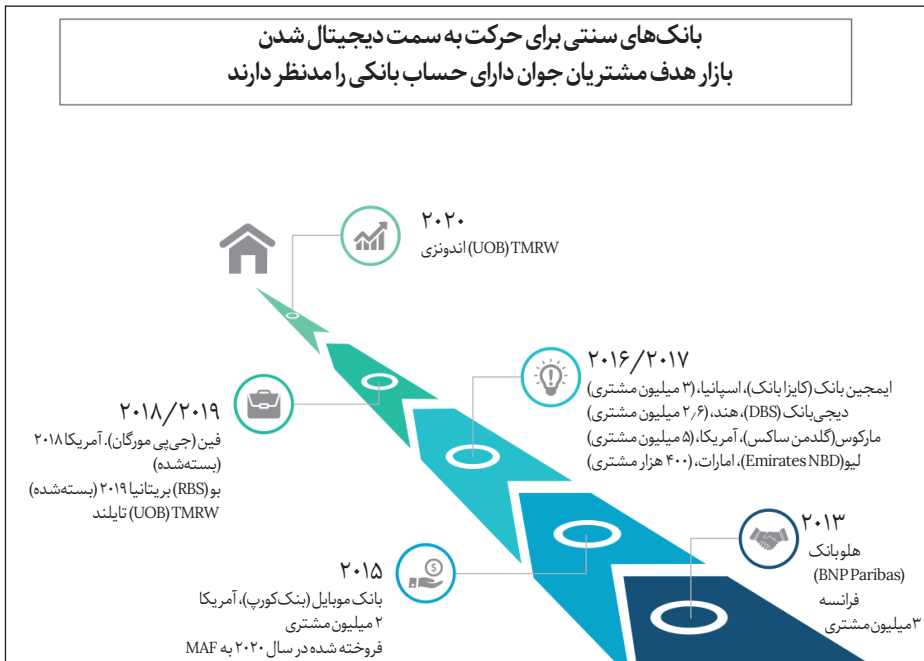 بانک‌های سنتی برای حرکت به سمت دیجیتال شدن
بازار هدف مشتریان جوان دارای حساب بانکی را مدنظر دارند
۲۰۲۰
TMRW (UOB) اندونزی
۲۰۱۶/۲۰۱۷
ایمجین بانک (کایزا بانک)، اسپانیا، (۳ میلیون مشتری)
دیجی‌بانک (DBS)، هند، (۲٫۶ میلیون مشتری)
مارکوس (گلدمن ساکس)، آمریکا، (۵ میلیون مشتری)
لیو (Emirates NBD)، امارات، (۴۰۰ هزار مشتری)
۲۰۱۸/۲۰۱۹
فین (جی‌پی مورگان). آمریکا ۲۰۱۸
(بسته‌شده)
بو (RBS) بریتانیا ۲۰۱۹ (بسته‌شده)
TMRW (UOB) تایلند
۲۰۱۳
هلوبانک
(BNP Paribas)
فرانسه
۳میلیون مشتری
۲۰۱۵
بانک موبایل (بنک‌کورپ)، آمریکا
۲ میلیون مشتری
فروخته شده در سال ۲۰۲۰ به MAF